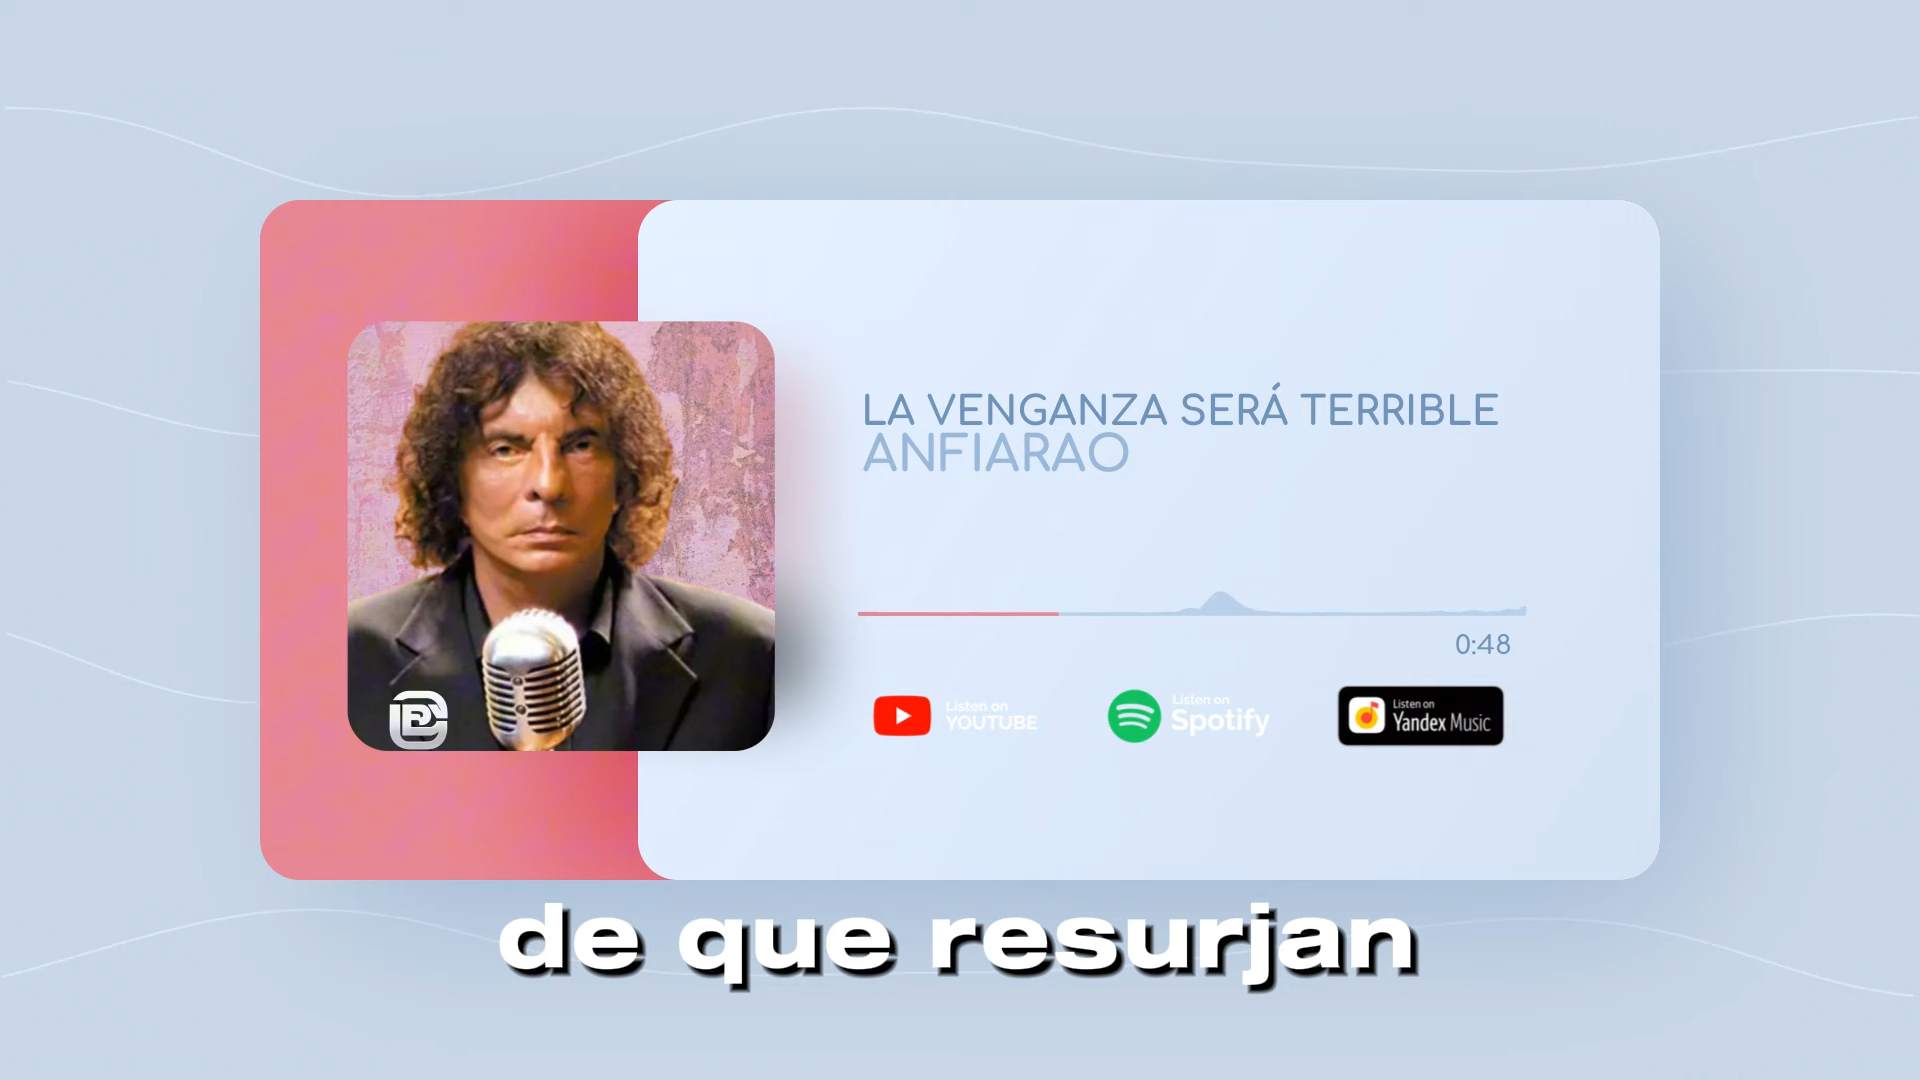 LA VENGANZA SERÁ TERRIBLE
ANFIARAO
0:48
Listen on
YOUTUBE
Listen on
Spotify
Listen on
Yandex Music
de que resurjan